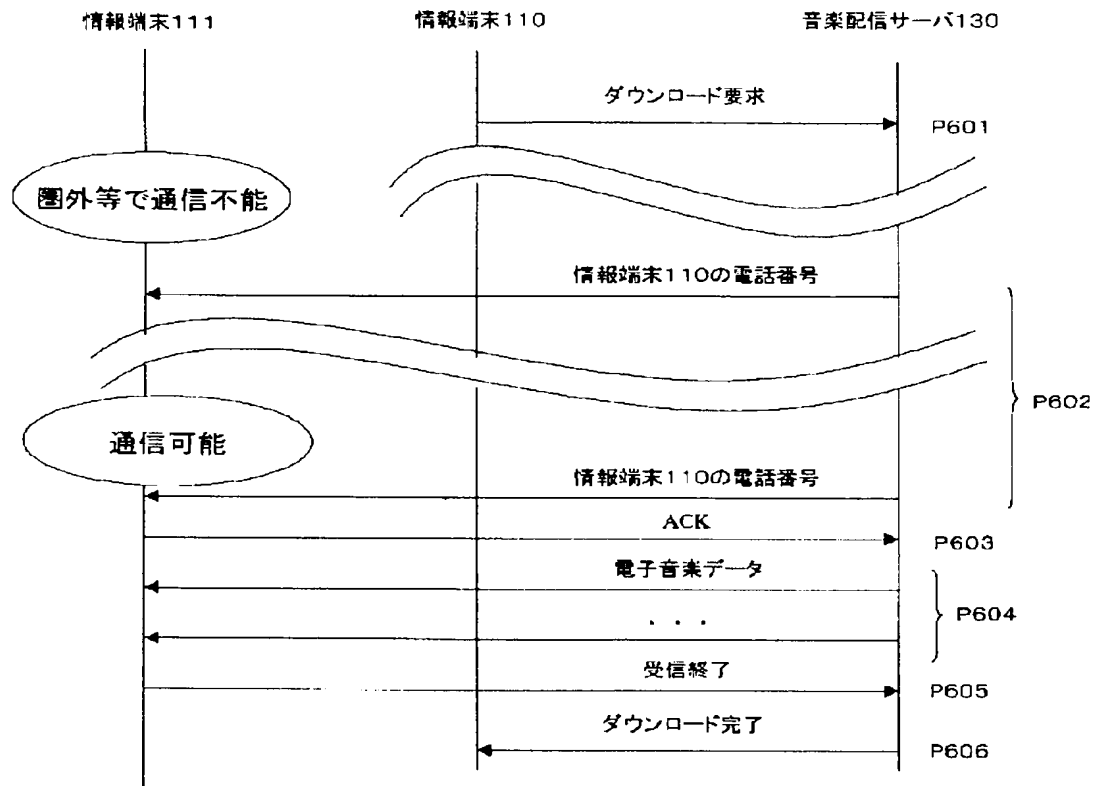 情報端末111 情報端末110 音楽配信サーバ130
ダウンロード要求
P601
圏外等で通信不能
情報端末110の電話番号
P602
通信可能
情報端末110の電話番号
ACK
P603
電子音楽データ
・・・
P604
受信終了
P605
ダウンロード完了
P606